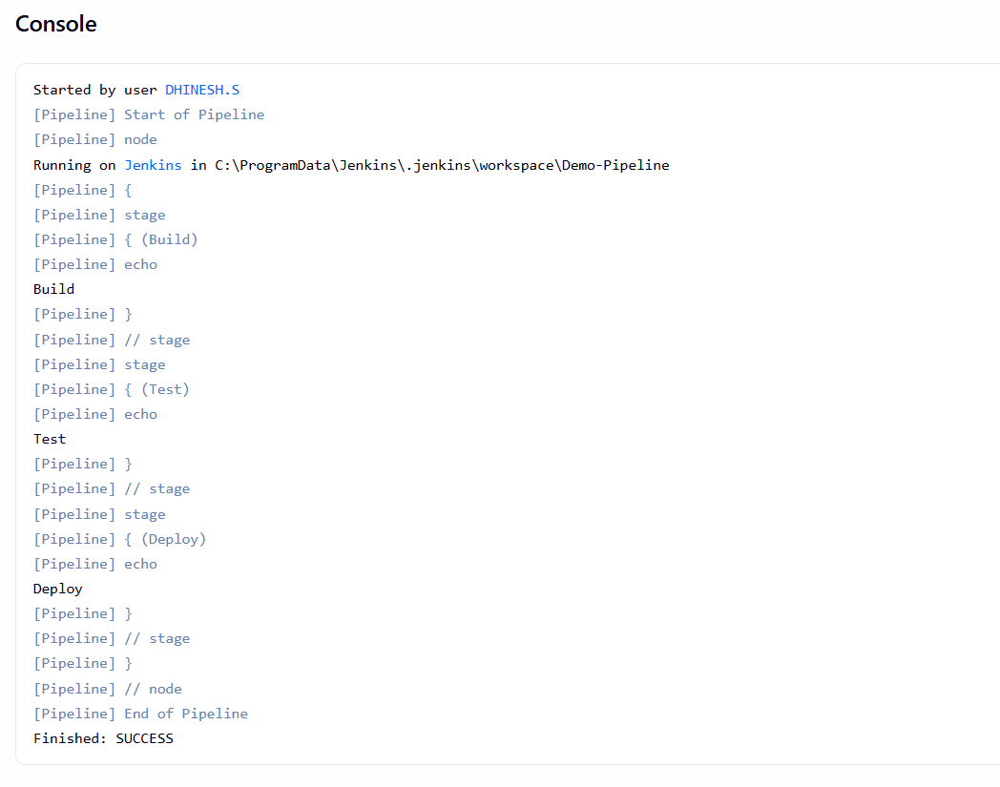 Console
Started by user DHINESH.S
[Pipeline] Start of Pipeline
[Pipeline] node
Running on Jenkins in C:\ProgramData\Jenkins\.jenkins\workspace\Demo-Pipeline
[Pipeline] {
[Pipeline] stage
[Pipeline] { (Build)
[Pipeline] echo
Build
[Pipeline] }
[Pipeline] // stage
[Pipeline] stage
[Pipeline] { (Test)
[Pipeline] echo
Test
[Pipeline] }
[Pipeline] // stage
[Pipeline] stage
[Pipeline] { (Deploy)
[Pipeline] echo
Deploy
[Pipeline] }
[Pipeline] // stage
[Pipeline] }
[Pipeline] // node
[Pipeline] End of Pipeline
Finished: SUCCESS